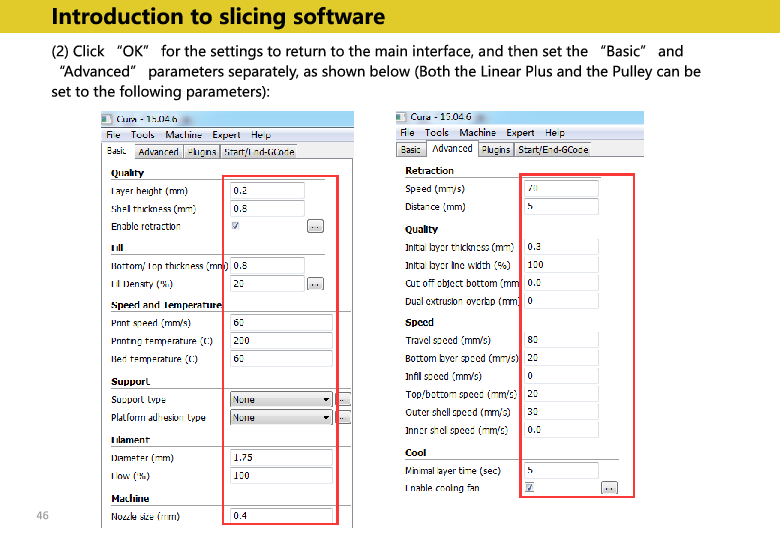 Introduction to slicing software
(2) Click “OK” for the settings to return to the main interface, and then set the “Basic” and
“Advanced” parameters separately, as shown below (Both the Linear Plus and the Pulley can be
set to the following parameters):
Cura - 15.04.6
File Tools Machine Expert Help
Basic Advanced Plugins Start/End-GCode
Quality
Layer height (mm) 0.2
Shell thickness (mm) 0.8
Enable retraction ...
Fill
Bottom/Top thickness (mm) 0.8
Fill Density (%) 20 ...
Speed and Temperature
Print speed (mm/s) 60
Printing temperature (C) 200
Bed temperature (C) 60
Support
Support type None ...
Platform adhesion type None ...
Filament
Diameter (mm) 1.75
Flow (%) 100
Machine
Nozzle size (mm) 0.4
Cura - 15.04.6
File Tools Machine Expert Help
Basic Advanced Plugins Start/End-GCode
Retraction
Speed (mm/s) 70
Distance (mm) 5
Quality
Initial layer thickness (mm) 0.3
Initial layer line width (%) 100
Cut off object bottom (mm 0.0
Dual extrusion overlap (mm) 0
Speed
Travel speed (mm/s) 80
Bottom layer speed (mm/s) 20
Infill speed (mm/s) 0
Top/bottom speed (mm/s) 20
Outer shell speed (mm/s) 30
Inner shell speed (mm/s) 0.0
Cool
Minimal layer time (sec) 5
Enable cooling fan ...
46